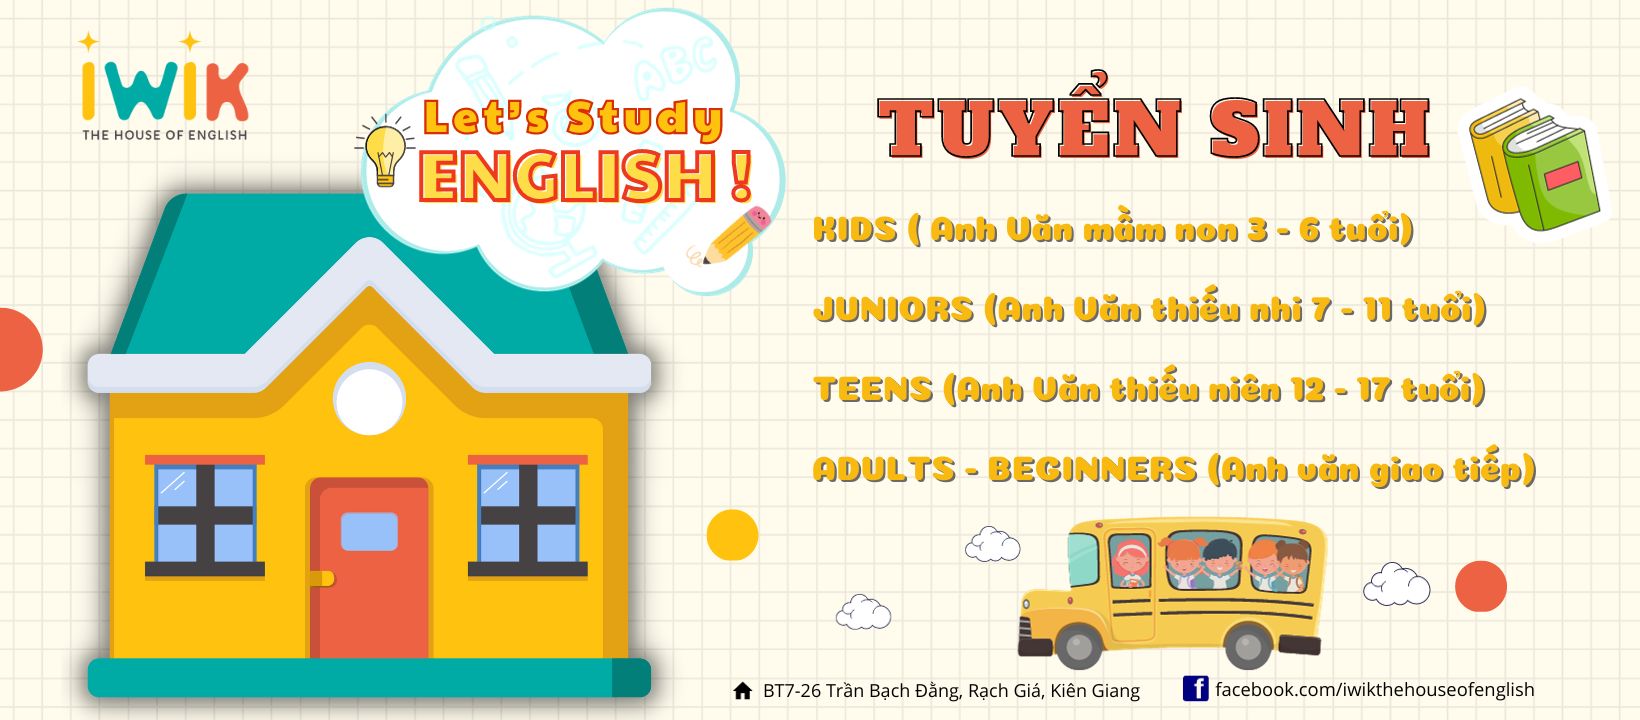 iWiK
THE HOUSE OF ENGLISH
Let's Study
ENGLISH !
ABC
TUYỂN SINH
KIDS ( Anh Văn mầm non 3 - 6 tuổi)
JUNIORS (Anh Văn thiếu nhi 7 - 11 tuổi)
TEENS (Anh Văn thiếu niên 12 - 17 tuổi)
ADULTS - BEGINNERS (Anh văn giao tiếp)
BT7-26 Trần Bạch Đằng, Rạch Giá, Kiên Giang
f facebook.com/iwikthehouseofenglish